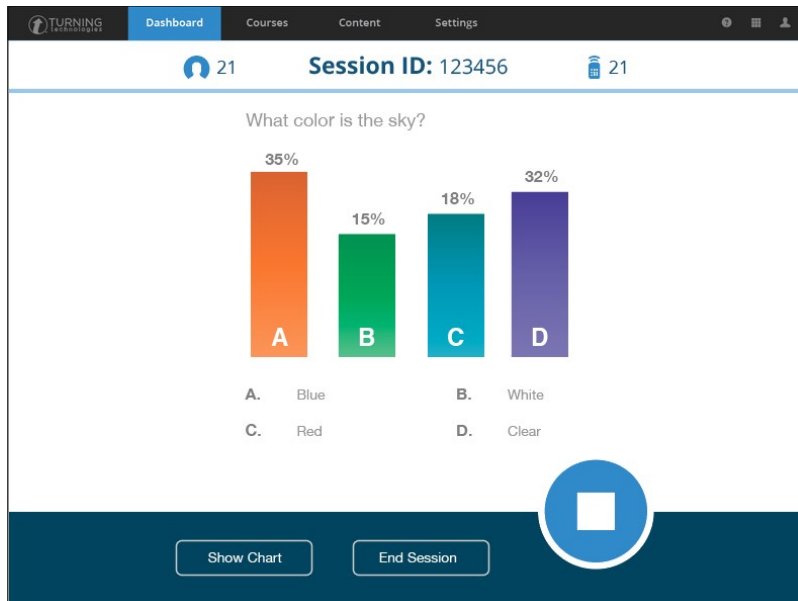 TURNING technologies Dashboard Courses Content Settings
21 Session ID: 123456 21
What color is the sky?
35%
32%
18%
15%
A B C D
A. Blue B. White
C. Red D. Clear
Show Chart End Session